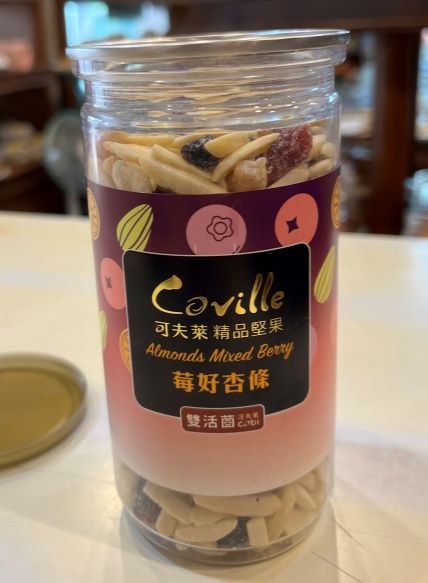 Coville
可夫萊 精品堅果
Almonds Mixed Berry
莓好杏條
雙活菌 可夫萊 cobi